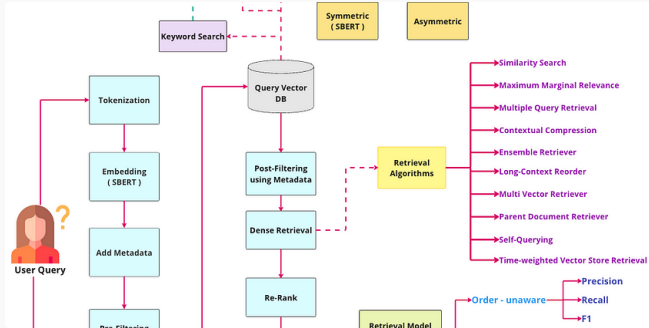 Symmetric
( SBERT )
Asymmetric
Keyword Search
Query Vector
DB
Tokenization
Embedding
( SBERT )
Add Metadata
User Query
?
Post-Filtering
using Metadata
Dense Retrieval
Re-Rank
Retrieval
Algorithms
Similarity Search
Maximum Marginal Relevance
Multiple Query Retrieval
Contextual Compression
Ensemble Retriever
Long-Context Reorder
Multi Vector Retriever
Parent Document Retriever
Self-Querying
Time-weighted Vector Store Retrieval
Retrieval Model
Order - unaware
Precision
Recall
F1